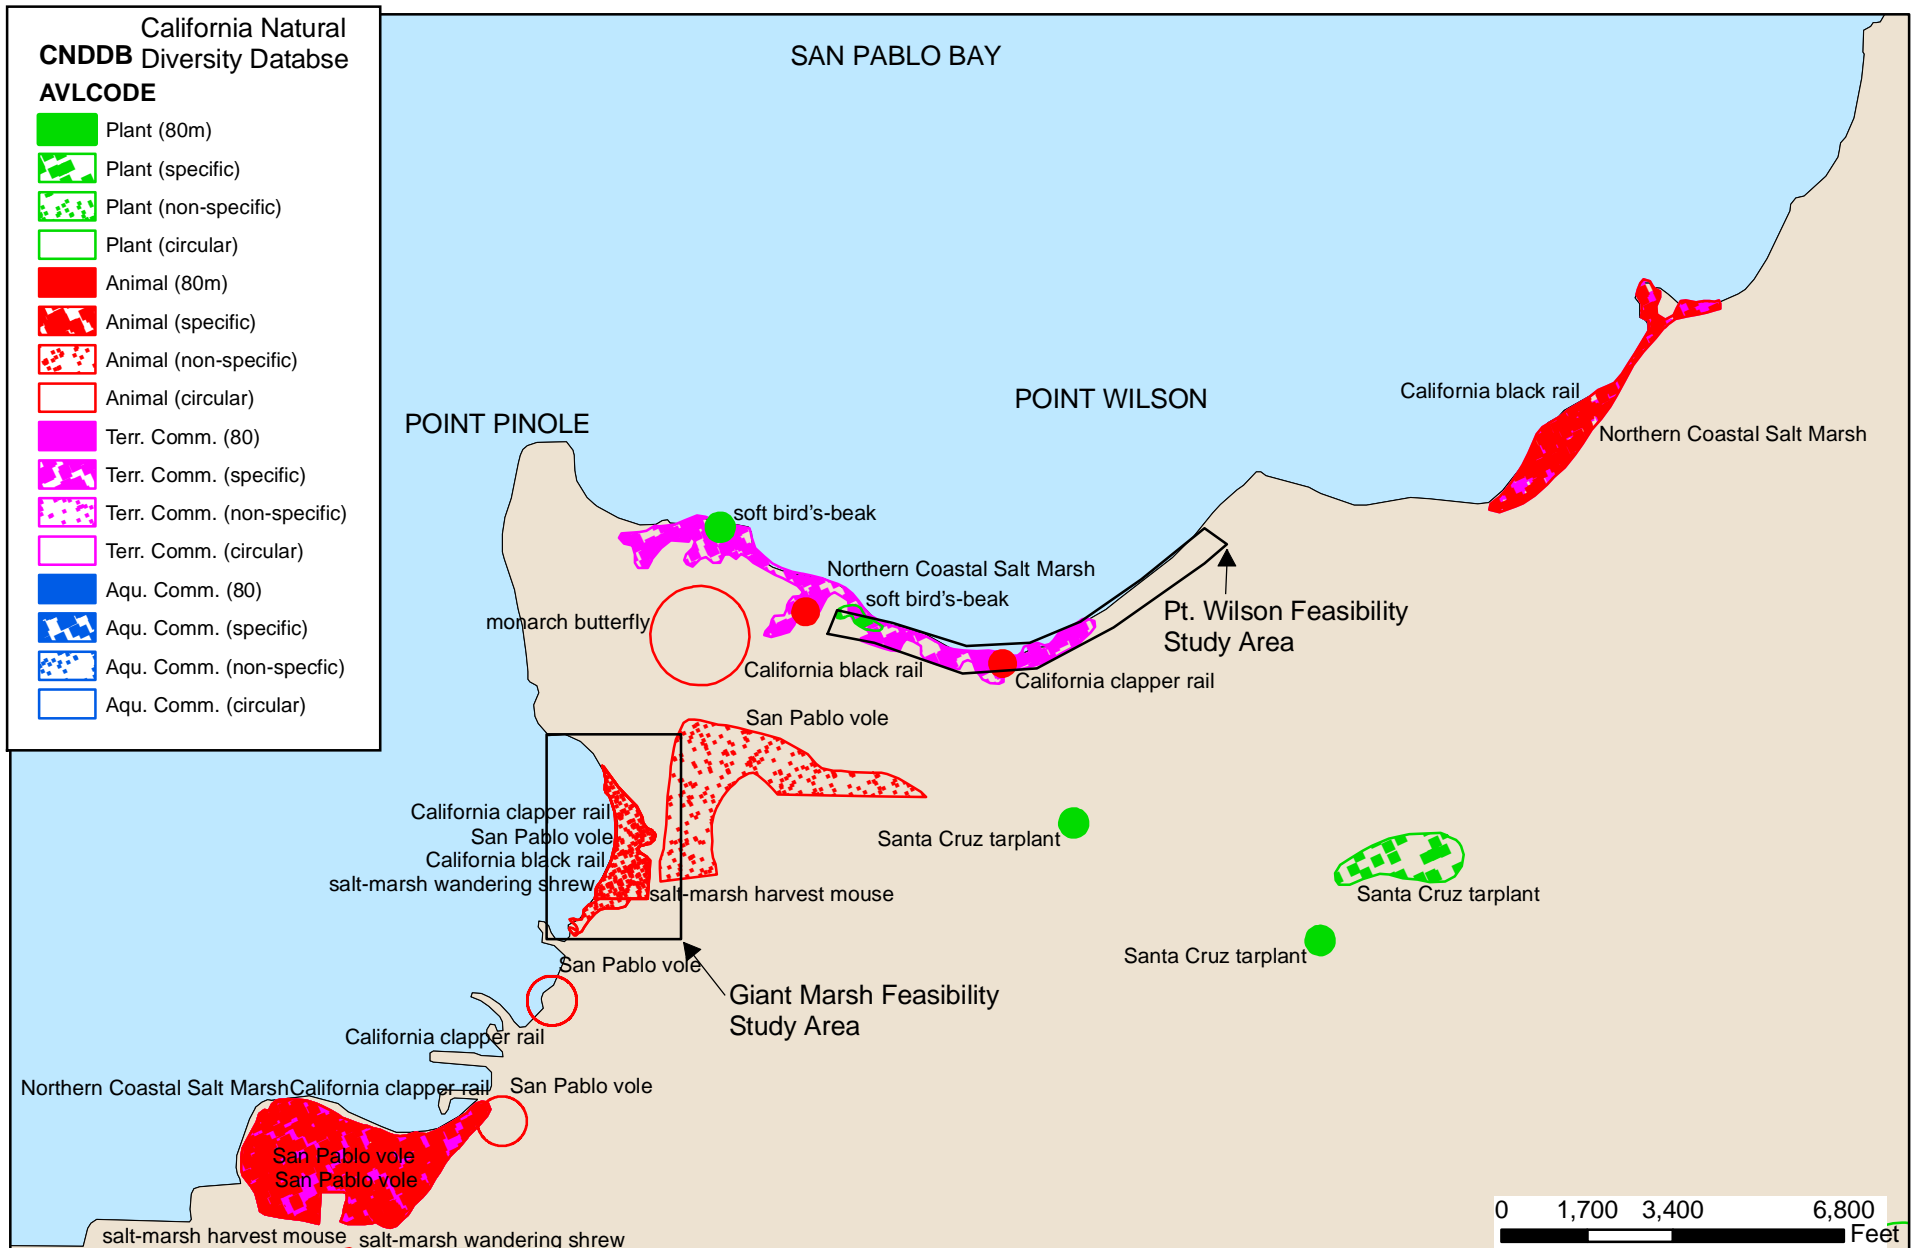 California Natural
CNDDB Diversity Databse
AVLCODE
Plant (80m)
Plant (specific)
Plant (non-specific)
Plant (circular)
Animal (80m)
Animal (specific)
Animal (non-specific)
Animal (circular)
Terr. Comm. (80)
Terr. Comm. (specific)
Terr. Comm. (non-specific)
Terr. Comm. (circular)
Aqu. Comm. (80)
Aqu. Comm. (specific)
Aqu. Comm. (non-specfic)
Aqu. Comm. (circular)
SAN PABLO BAY
POINT WILSON
POINT PINOLE
California black rail
Northern Coastal Salt Marsh
soft bird's-beak
Northern Coastal Salt Marsh
soft bird's-beak
monarch butterfly
Pt. Wilson Feasibility
Study Area
California black rail
California clapper rail
San Pablo vole
California clapper rail
San Pablo vole
California black rail
salt-marsh wandering shrew
salt-marsh harvest mouse
Santa Cruz tarplant
Santa Cruz tarplant
Santa Cruz tarplant
San Pablo vole
Giant Marsh Feasibility
Study Area
California clapper rail
Northern Coastal Salt Marsh
California clapper rail
San Pablo vole
San Pablo vole
San Pablo vole
salt-marsh harvest mouse
salt-marsh wandering shrew
0 1,700 3,400 6,800
Feet